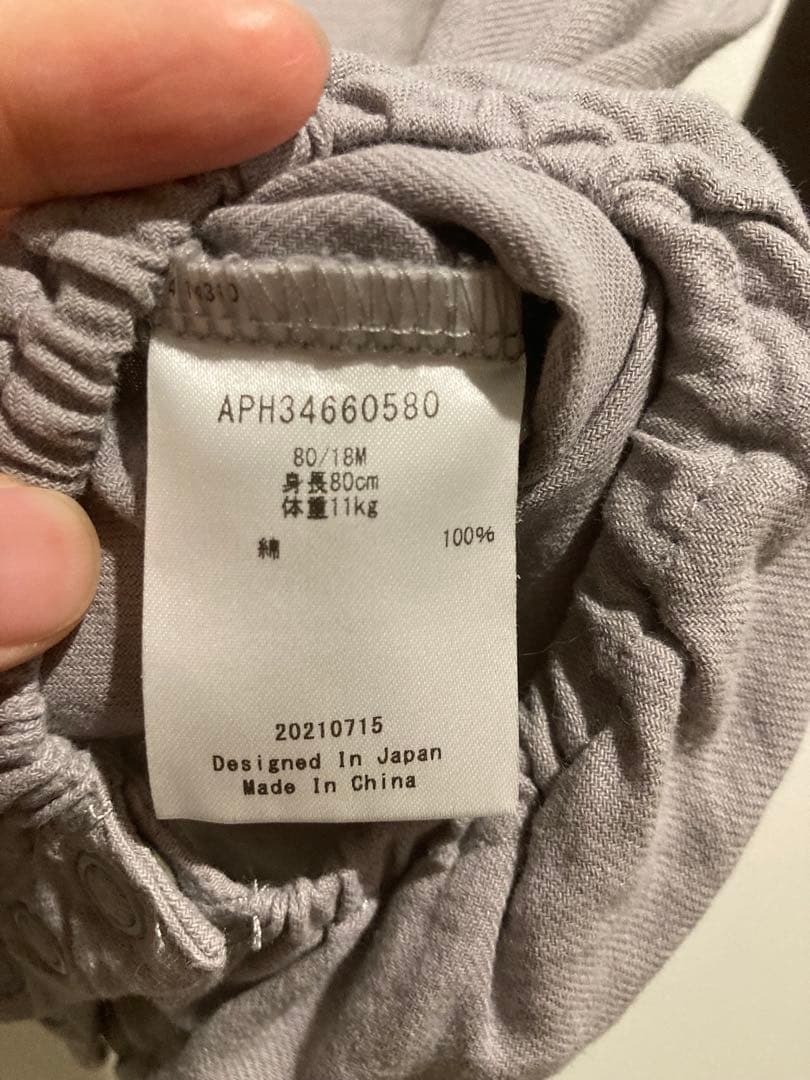 APH34660580
80/18M
身長80cm
体重11kg
綿 100%
20210715
Designed In Japan
Made In China